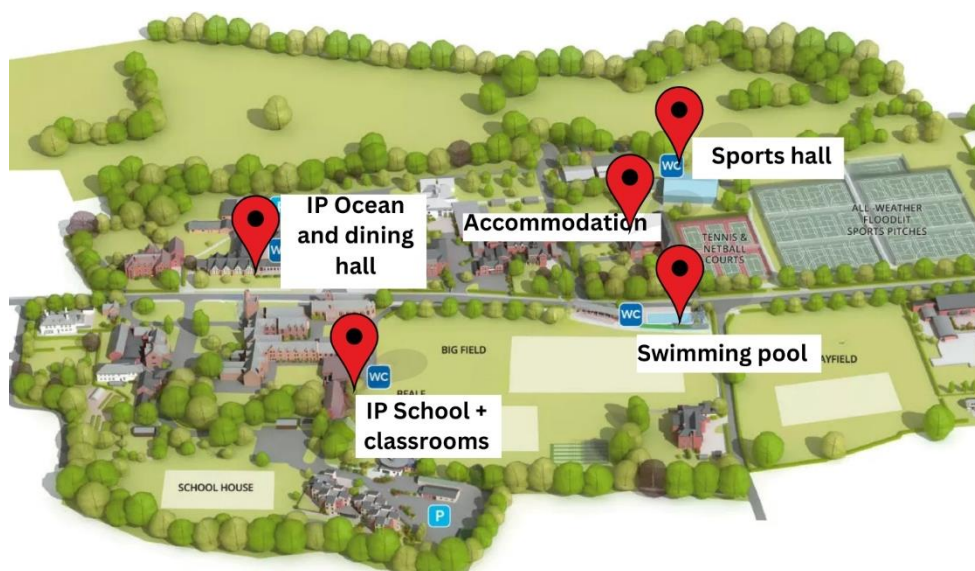 WC
Sports hall
IP Ocean
and dining
hall
Accommodation
ALL-WEATHER
FLOODLIT
SPORTS PITCHES
TENNIS &
NETBALL
COURTS
WC
Swimming pool
BIG FIELD
WC
IP School +
classrooms
SCHOOL HOUSE
P